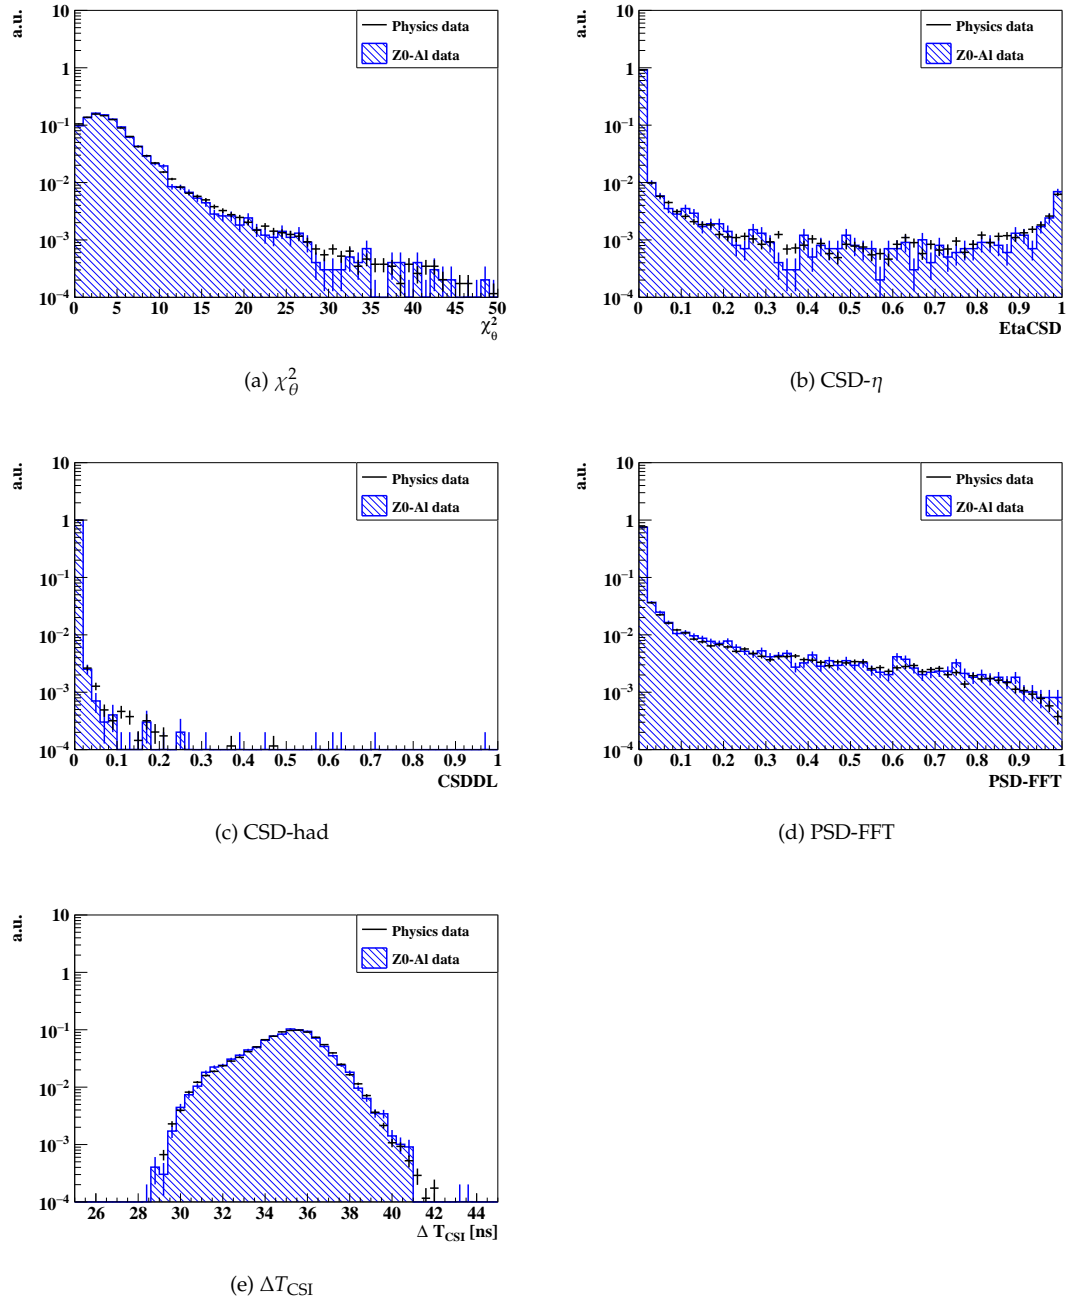 a.u.
10
1
10⁻¹
10⁻²
10⁻³
10⁻⁴
Physics data
Z0-Al data
0 5 10 15 20 25 30 35 40 45 50
χ²_θ
(a) χ²_θ
a.u.
10
1
10⁻¹
10⁻²
10⁻³
10⁻⁴
Physics data
Z0-Al data
0 0.1 0.2 0.3 0.4 0.5 0.6 0.7 0.8 0.9 1
EtaCSD
(b) CSD-η
a.u.
10
1
10⁻¹
10⁻²
10⁻³
10⁻⁴
Physics data
Z0-Al data
0 0.1 0.2 0.3 0.4 0.5 0.6 0.7 0.8 0.9 1
CSDDL
(c) CSD-had
a.u.
10
1
10⁻¹
10⁻²
10⁻³
10⁻⁴
Physics data
Z0-Al data
0 0.1 0.2 0.3 0.4 0.5 0.6 0.7 0.8 0.9 1
PSD-FFT
(d) PSD-FFT
a.u.
10
1
10⁻¹
10⁻²
10⁻³
10⁻⁴
Physics data
Z0-Al data
26 28 30 32 34 36 38 40 42 44
Δ T_CSI [ns]
(e) ΔT_CSI